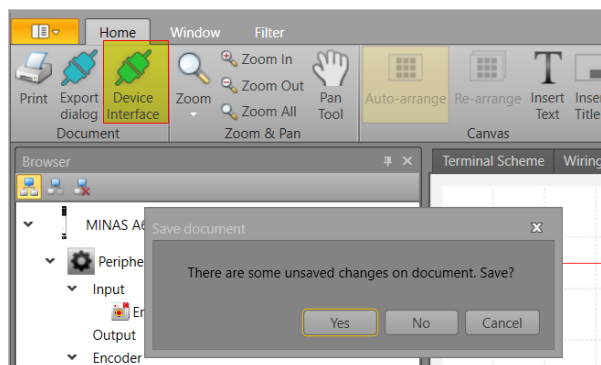 Home Window Filter
Print
Export dialog
Device Interface
Document
Zoom
Zoom In
Zoom Out
Zoom All
Pan Tool
Zoom & Pan
Auto-arrange
Re-arrange
Insert Text
Title
Canvas
Browser
Terminal Scheme
MINAS
Input
Output
Encoder
Save document
There are some unsaved changes on document. Save?
Yes No Cancel